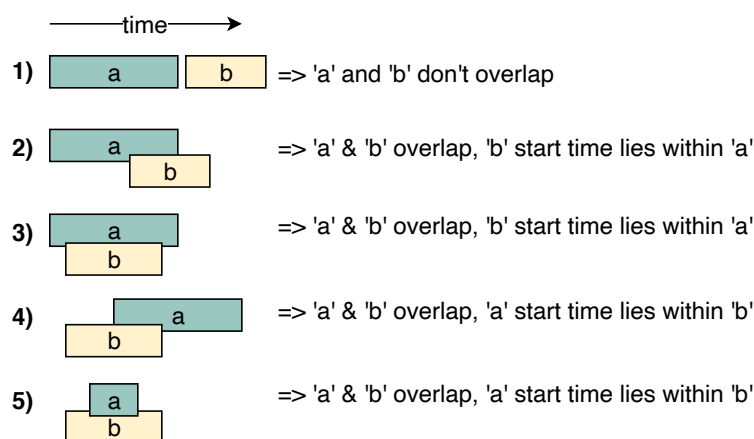 time
1) a b => 'a' and 'b' don't overlap
2) a => 'a' & 'b' overlap, 'b' start time lies within 'a'
b
3) a => 'a' & 'b' overlap, 'b' start time lies within 'a'
b
4) a => 'a' & 'b' overlap, 'a' start time lies within 'b'
b
5) a => 'a' & 'b' overlap, 'a' start time lies within 'b'
b